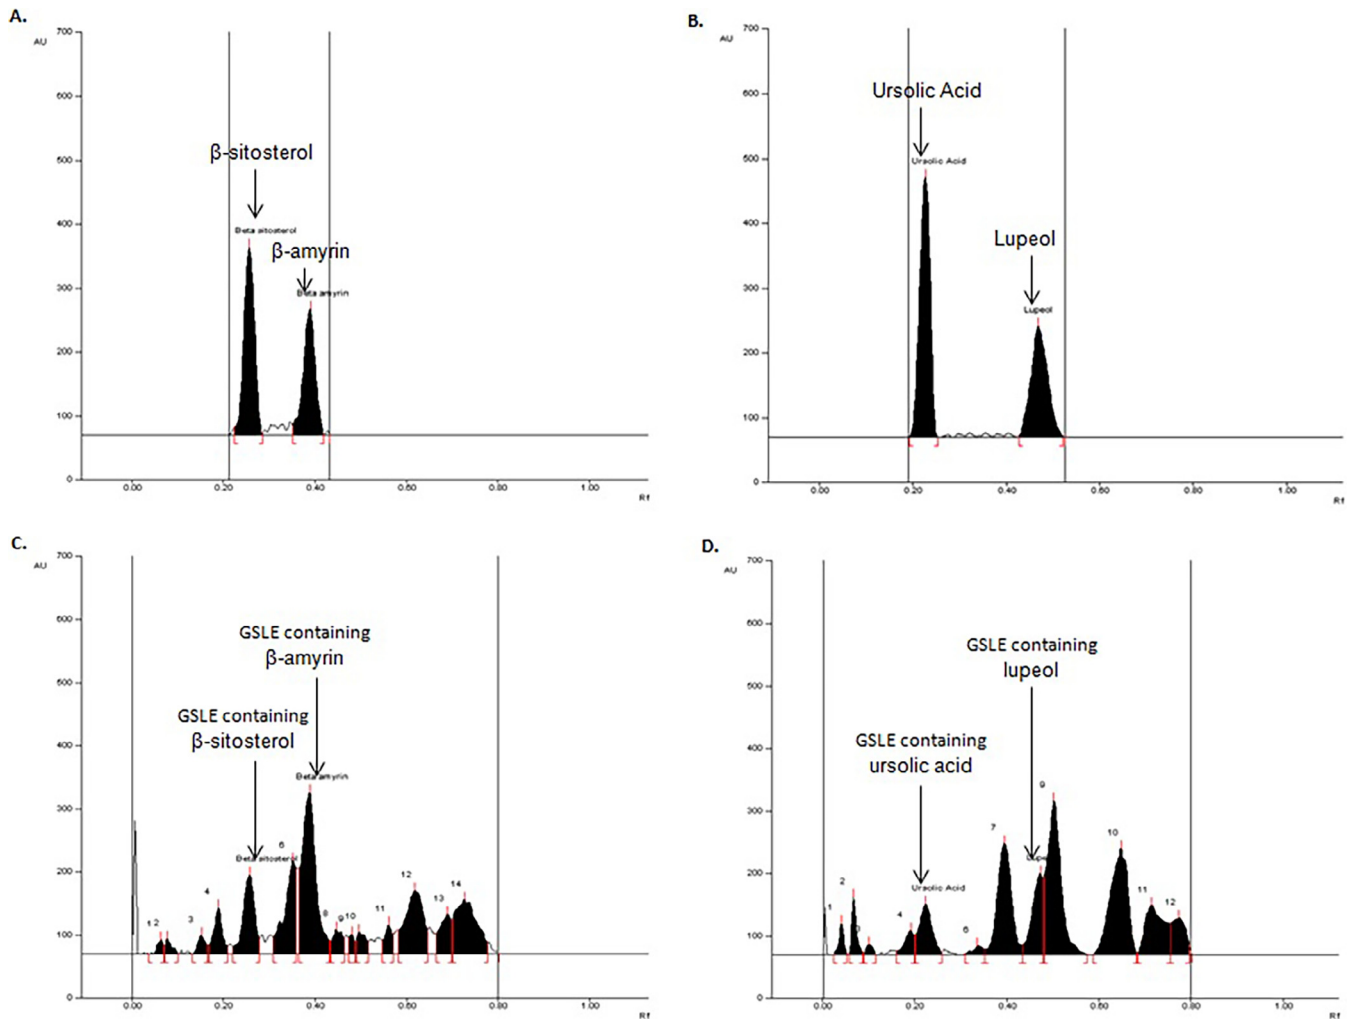 A.
AU
700
600
500
400
300
200
100
0
β-sitosterol
Beta sitosterol
β-amyrin
Beta amyrin
0.00 0.20 0.40 0.60 0.80 1.00
Rf
B.
AU
700
600
500
400
300
200
100
0
Ursolic Acid
Ursolic Acid
Lupeol
Lupeol
0.00 0.20 0.40 0.60 0.80 1.00
Rf
C.
AU
700
600
500
400
300
200
100
0
GSLE containing
β-amyrin
GSLE containing
β-sitosterol
Beta amyrin
Beta sitosterol
1 2 3 4 6 8 9 10 11 12 13 14
0.00 0.20 0.40 0.60 0.80 1.00
Rf
D.
AU
700
600
500
400
300
200
100
0
GSLE containing
lupeol
GSLE containing
ursolic acid
Ursolic Acid
1 2 3 4 6 7 9 10 11 12
0.00 0.20 0.40 0.60 0.80 1.00
Rf